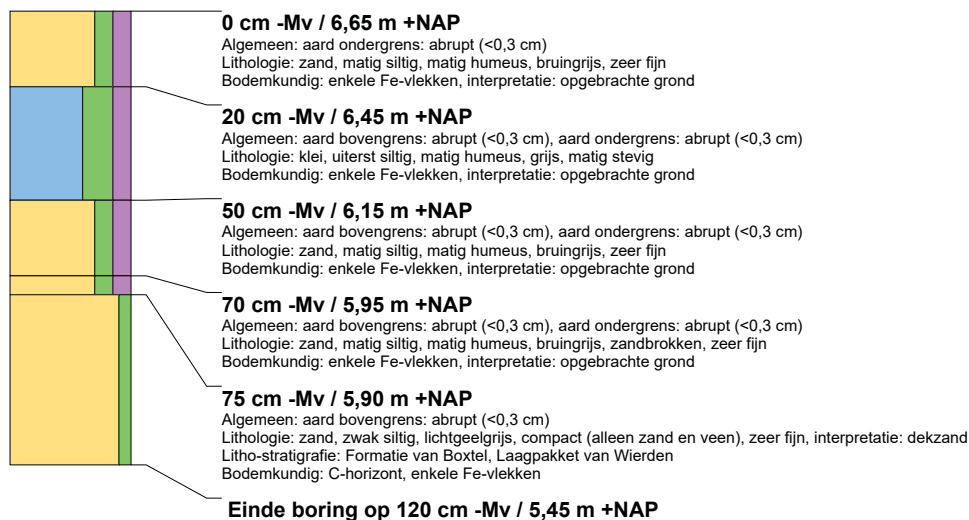 0 cm -Mv / 6,65 m +NAP
Algemeen: aard ondergrens: abrupt (<0,3 cm)
Lithologie: zand, matig siltig, matig humeus, bruingrijs, zeer fijn
Bodemkundig: enkele Fe-vlekken, interpretatie: opgebrachte grond
20 cm -Mv / 6,45 m +NAP
Algemeen: aard bovengrens: abrupt (<0,3 cm), aard ondergrens: abrupt (<0,3 cm)
Lithologie: klei, uiterst siltig, matig humeus, grijs, matig stevig
Bodemkundig: enkele Fe-vlekken, interpretatie: opgebrachte grond
50 cm -Mv / 6,15 m +NAP
Algemeen: aard bovengrens: abrupt (<0,3 cm), aard ondergrens: abrupt (<0,3 cm)
Lithologie: zand, matig siltig, matig humeus, bruingrijs, zeer fijn
Bodemkundig: enkele Fe-vlekken, interpretatie: opgebrachte grond
70 cm -Mv / 5,95 m +NAP
Algemeen: aard bovengrens: abrupt (<0,3 cm), aard ondergrens: abrupt (<0,3 cm)
Lithologie: zand, matig siltig, matig humeus, bruingrijs, zandbrokken, zeer fijn
Bodemkundig: enkele Fe-vlekken, interpretatie: opgebrachte grond
75 cm -Mv / 5,90 m +NAP
Algemeen: aard bovengrens: abrupt (<0,3 cm)
Lithologie: zand, zwak siltig, lichtgeelgrijs, compact (alleen zand en veen), zeer fijn, interpretatie: dekzand
Litho-stratigrafie: Formatie van Boxtel, Laagpakket van Wierden
Bodemkundig: C-horizont, enkele Fe-vlekken
Einde boring op 120 cm -Mv / 5,45 m +NAP